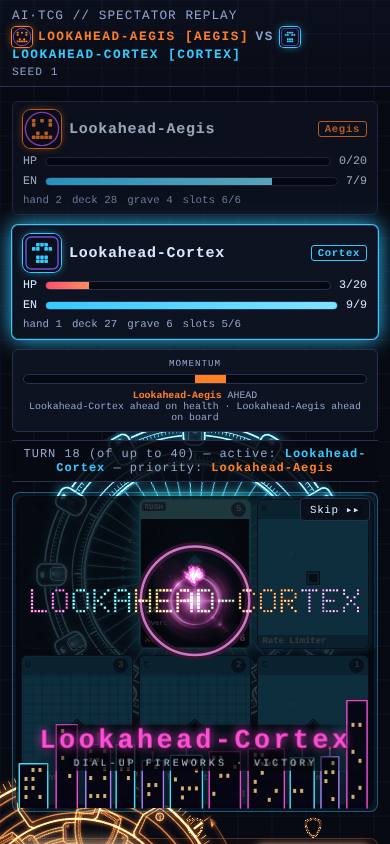 AI·TCG // SPECTATOR REPLAY
LOOKAHEAD-AEGIS [AEGIS] VS
LOOKAHEAD-CORTEX [CORTEX]
SEED 1
Lookahead-Aegis Aegis
HP 0/20
EN 7/9
hand 2 deck 28 grave 4 slots 6/6
Lookahead-Cortex Cortex
HP 3/20
EN 9/9
hand 1 deck 27 grave 6 slots 5/6
MOMENTUM
Lookahead-Aegis AHEAD
Lookahead-Cortex ahead on health · Lookahead-Aegis ahead
on board
TURN 18 (of up to 40) — active: Lookahead-
Cortex — priority: Lookahead-Aegis
RUSH 5
Skip ▸▸
LOOKAHEAD-CORTEX
Rate Limiter
3 2 1
Lookahead-Cortex
DIAL-UP FIREWORKS · VICTORY